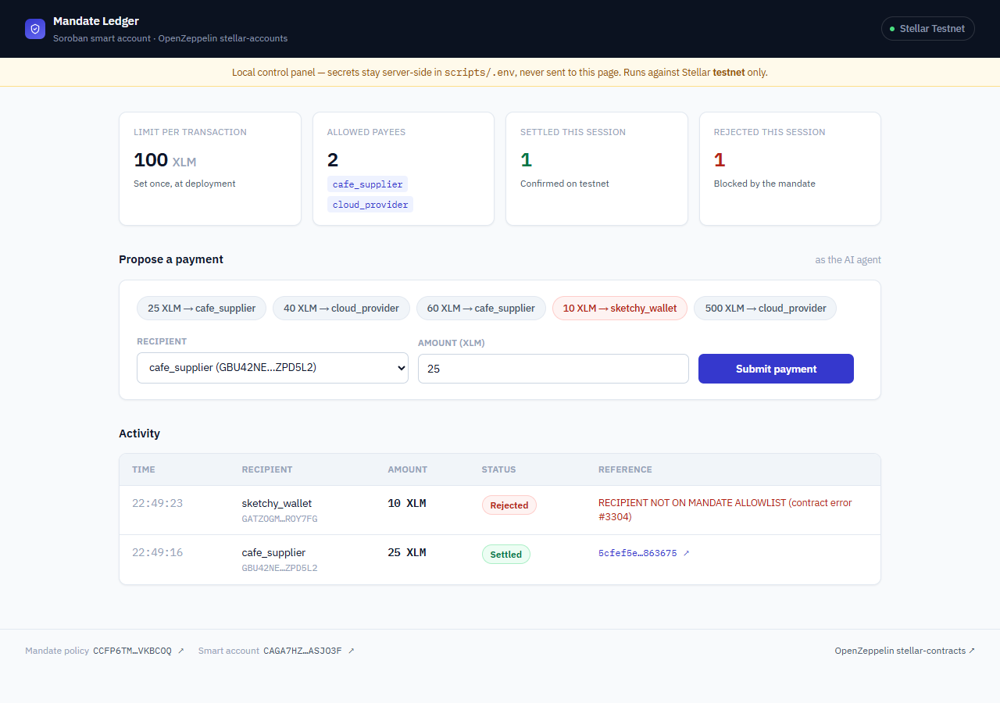 Mandate Ledger
Soroban smart account · OpenZeppelin stellar-accounts
Stellar Testnet
Local control panel — secrets stay server-side in scripts/.env, never sent to this page. Runs against Stellar testnet only.
LIMIT PER TRANSACTION
100 XLM
Set once, at deployment
ALLOWED PAYEES
2
cafe_supplier
cloud_provider
SETTLED THIS SESSION
1
Confirmed on testnet
REJECTED THIS SESSION
1
Blocked by the mandate
Propose a payment
as the AI agent
25 XLM → cafe_supplier
40 XLM → cloud_provider
60 XLM → cafe_supplier
10 XLM → sketchy_wallet
500 XLM → cloud_provider
RECIPIENT
cafe_supplier (GBU42NE…ZPD5L2)
AMOUNT (XLM)
25
Submit payment
Activity
TIME RECIPIENT AMOUNT STATUS REFERENCE
22:49:23
sketchy_wallet
GATZOGM…ROY7FG
10 XLM
Rejected
RECIPIENT NOT ON MANDATE ALLOWLIST (contract error
#3304)
22:49:16
cafe_supplier
GBU42NE…ZPD5L2
25 XLM
Settled
5cfef5e…863675 ↗
Mandate policy CCFP6TM…VKBCOQ ↗
Smart account CAGA7HZ…ASJO3F ↗
OpenZeppelin stellar-contracts ↗